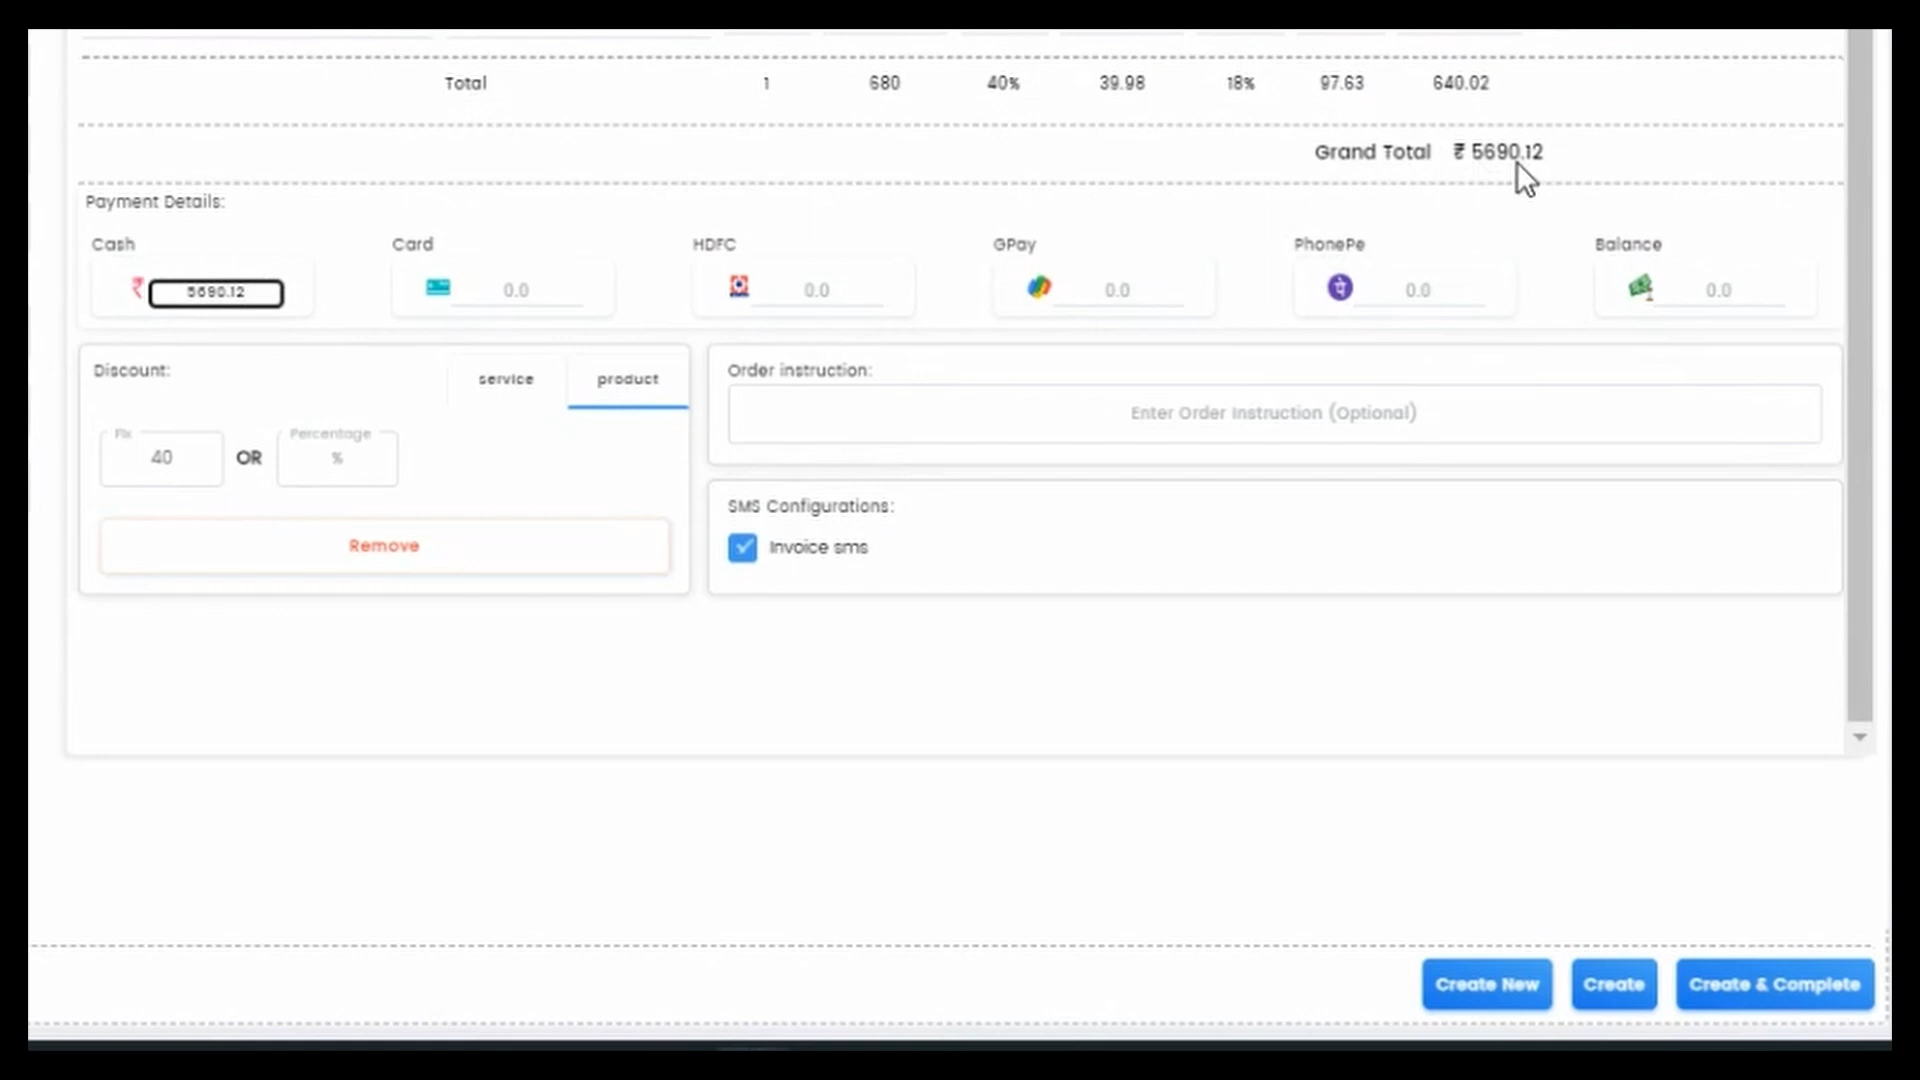 Total 1 680 40% 39.98 18% 97.63 640.02
Grand Total ₹ 5690.12
Payment Details:
Cash Card HDFC GPay PhonePe Balance
₹ 5690.12 0.0 0.0 0.0 पे 0.0 0.0
Discount: service product
Fix Percentage
40 OR %
Remove
Order instruction:
Enter Order Instruction (Optional)
SMS Configurations:
Invoice sms
Create New Create Create & Complete